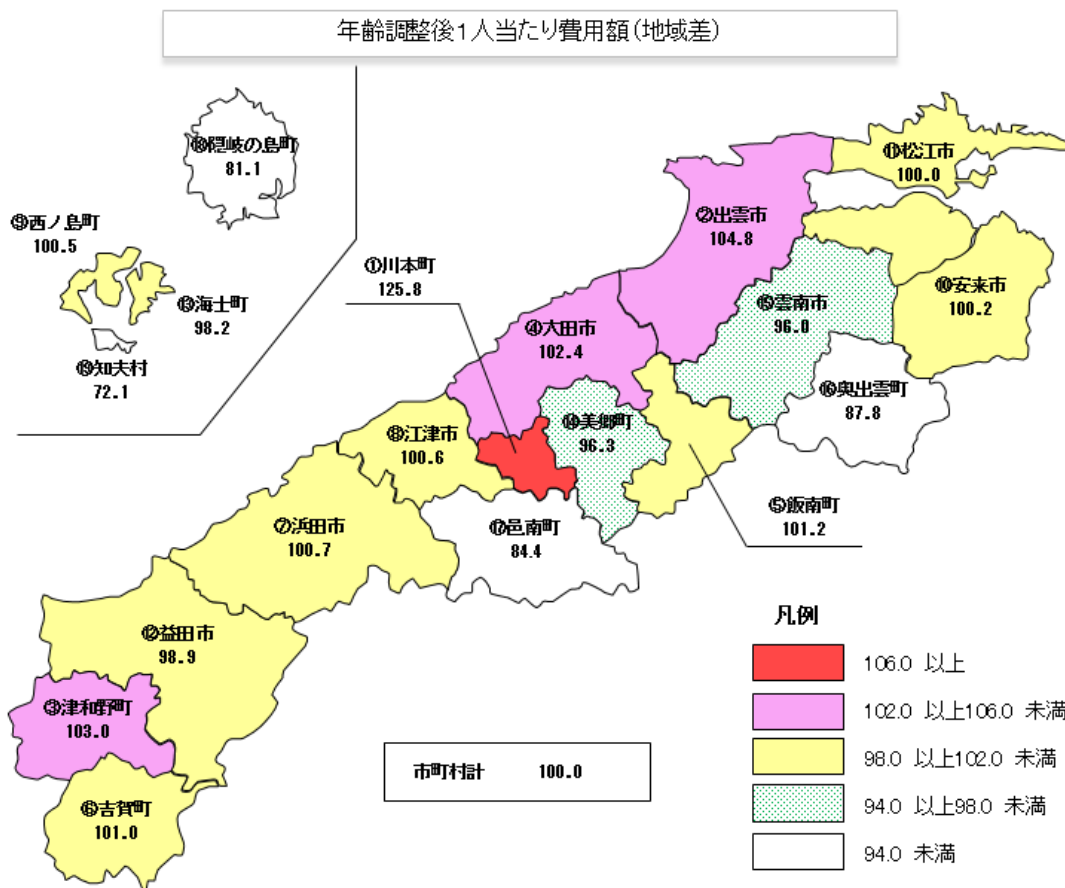 年齢調整後1人当たり費用額(地域差)
⑱隠岐の島町
81.1
⑨西ノ島町
100.5
⑬海士町
98.2
⑲知夫村
72.1
⑪松江市
100.0
②出雲市
104.8
①川本町
125.8
⑩安来市
100.2
⑮雲南市
96.0
④大田市
102.4
⑯奥出雲町
87.8
⑭美郷町
96.3
⑧江津市
100.6
⑤飯南町
101.2
⑦浜田市
100.7
⑰邑南町
84.4
⑫益田市
98.9
③津和野町
103.0
⑥吉賀町
101.0
市町村計 100.0
凡例
106.0 以上
102.0 以上106.0 未満
98.0 以上102.0 未満
94.0 以上98.0 未満
94.0 未満